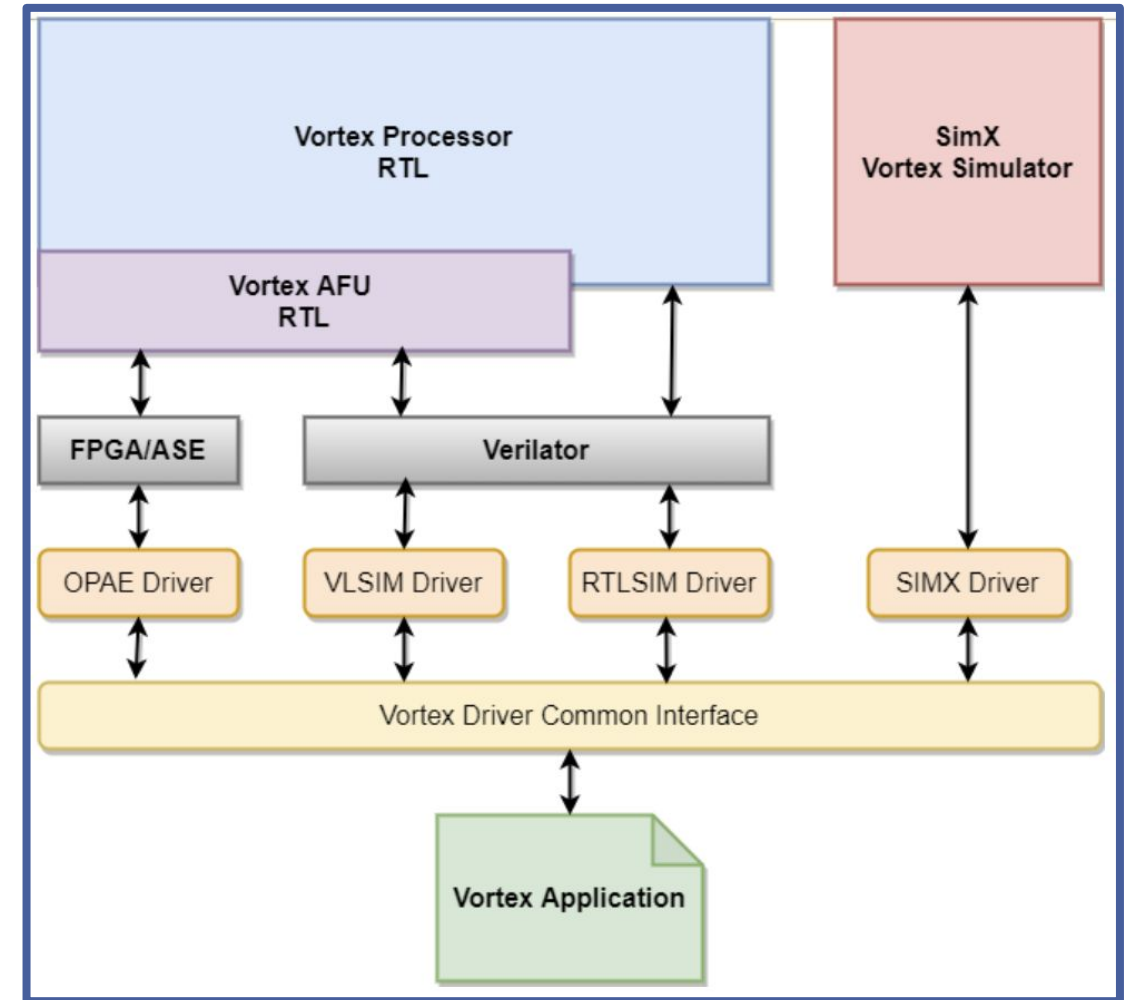 Vortex Processor
RTL
SimX
Vortex Simulator
Vortex AFU
RTL
FPGA/ASE
Verilator
OPAE Driver
VLSIM Driver
RTLSIM Driver
SIMX Driver
Vortex Driver Common Interface
Vortex Application